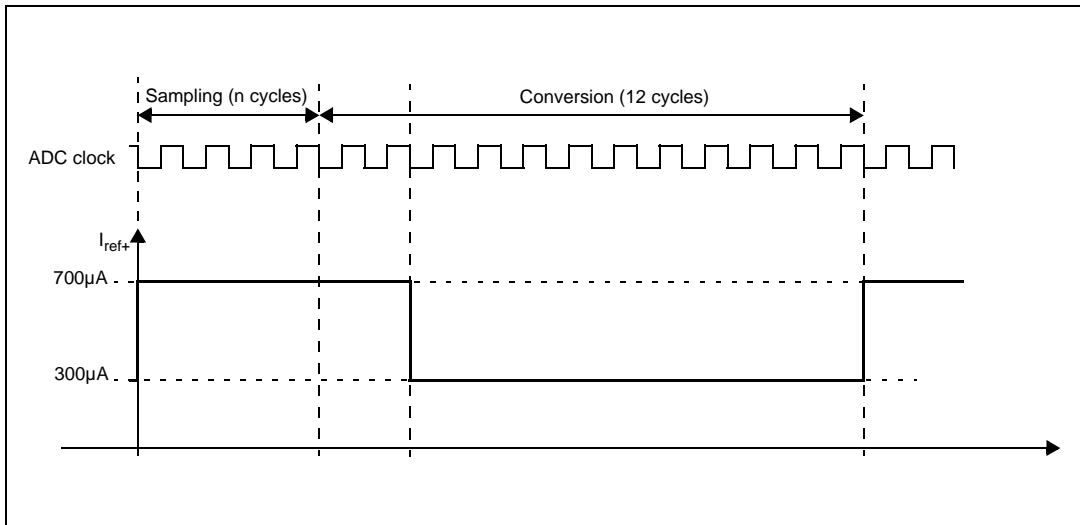 Sampling (n cycles)
Conversion (12 cycles)
ADC clock
Iref+
700µA
300µA